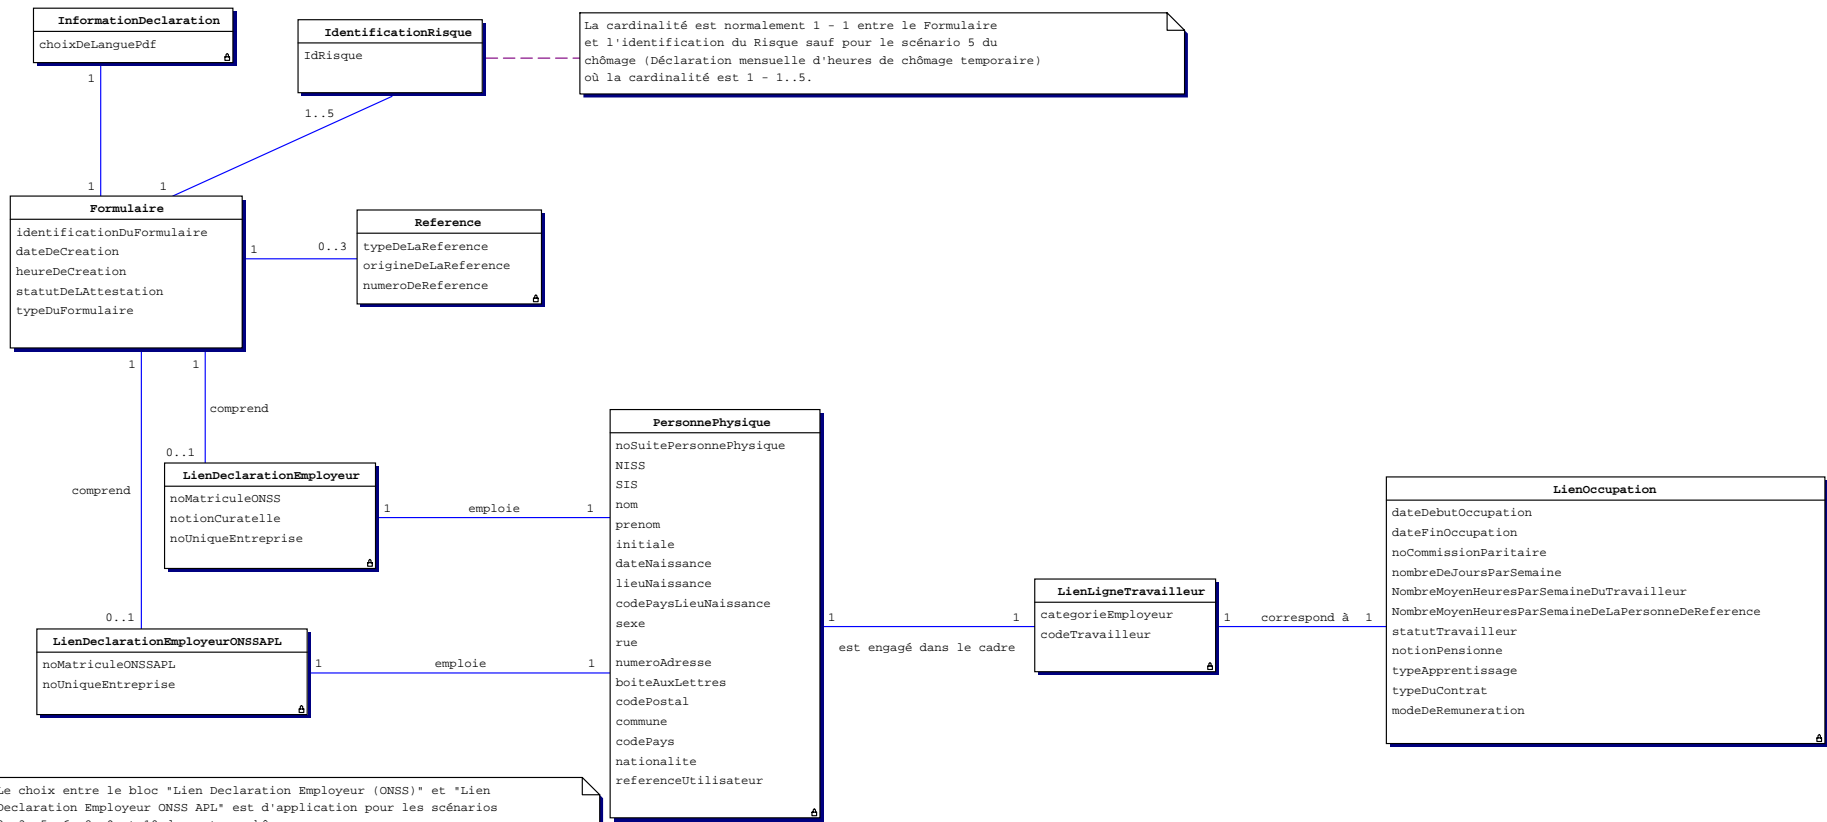 InformationDeclaration
choixDeLanguePdf
1
IdentificationRisque
IdRisque
La cardinalité est normalement 1 - 1 entre le Formulaire
et l'identification du Risque sauf pour le scénario 5 du
chômage (Déclaration mensuelle d'heures de chômage temporaire)
où la cardinalité est 1 - 1..5.
1..5
1
1
Formulaire
identificationDuFormulaire
dateDeCreation
heureDeCreation
statutDeLAttestation
typeDuFormulaire
1
0..3
Reference
typeDeLaReference
origineDeLaReference
numeroDeReference
1
1
comprend
0..1
comprend
0..1
LienDeclarationEmployeur
noMatriculeONSS
notionCuratelle
noUniqueEntreprise
1
emploie
1
LienDeclarationEmployeurONSSAPL
noMatriculeONSSAPL
noUniqueEntreprise
1
emploie
1
PersonnePhysique
noSuitePersonnePhysique
NISS
SIS
nom
prenom
initiale
dateNaissance
lieuNaissance
codePaysLieuNaissance
sexe
rue
numeroAdresse
boiteAuxLettres
codePostal
commune
codePays
nationalite
referenceUtilisateur
1
1
est engagé dans le cadre
LienLigneTravailleur
categorieEmployeur
codeTravailleur
1
correspond à
1
LienOccupation
dateDebutOccupation
dateFinOccupation
noCommissionParitaire
nombreDeJoursParSemaine
NombreMoyenHeuresParSemaineDuTravailleur
NombreMoyenHeuresParSemaineDeLaPersonneDeReference
statutTravailleur
notionPensionne
typeApprentissage
typeDuContrat
modeDeRemuneration
Le choix entre le bloc "Lien Declaration Employeur (ONSS)" et "Lien
Declaration Employeur ONSS APL" est d'application pour les scénarios